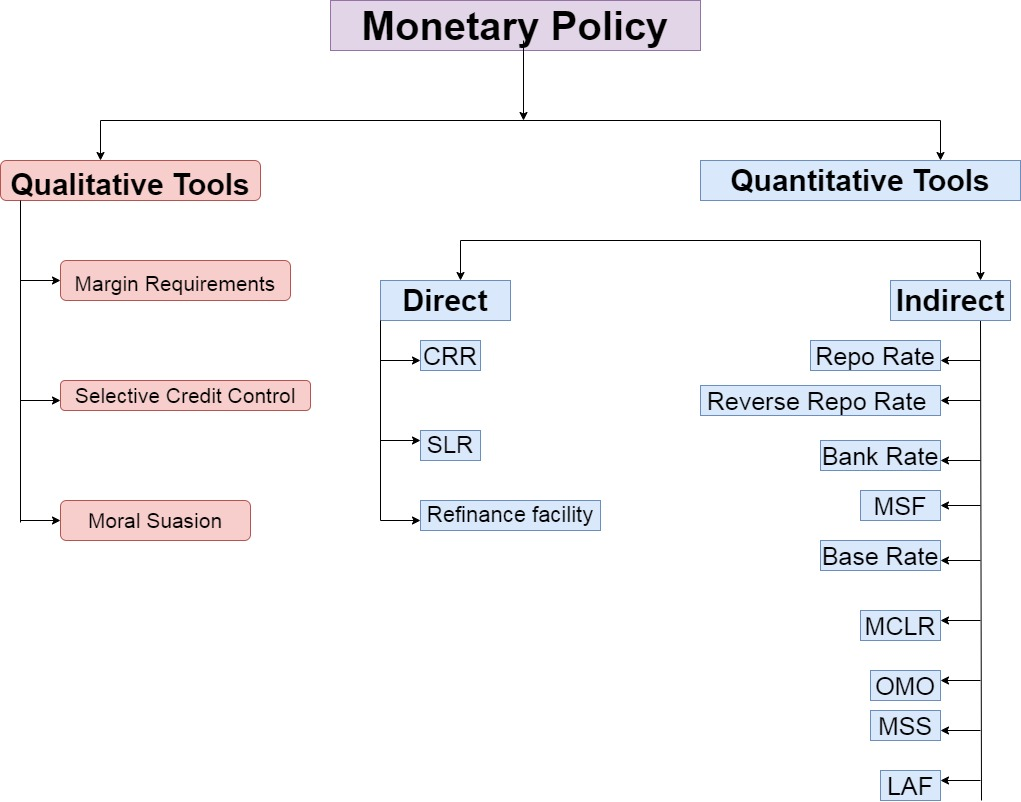 Monetary Policy
Qualitative Tools
Quantitative Tools
Margin Requirements
Selective Credit Control
Moral Suasion
Direct
CRR
SLR
Refinance facility
Indirect
Repo Rate
Reverse Repo Rate
Bank Rate
MSF
Base Rate
MCLR
OMO
MSS
LAF